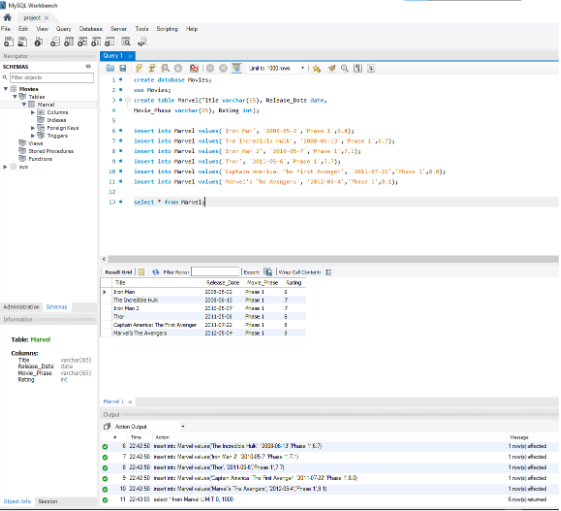 MySQL Workbench
project ×
File Edit View Query Database Server Tools Scripting Help
Navigator
SCHEMAS
Filter objects
Movies
Tables
Marvel
Columns
Indexes
Foreign Keys
Triggers
Views
Stored Procedures
Functions
sys
Administration Schemas
Information
Table: Marvel
Columns:
Title varchar(65)
Release_Date date
Movie_Phase varchar(65)
Rating int
Object Info Session
Query 1 ×
Limit to 1000 rows
1 create database Movies;
2 use Movies;
3 create table Marvel(Title varchar(65), Release_Date date,
4 Movie_Phase varchar(65), Rating int);
5
6 insert into Marvel values('Iron Man', '2008-05-2','Phase 1',9.4);
7 insert into Marvel values('The Incredible Hulk', '2008-06-13','Phase 1',6.7);
8 insert into Marvel values('Iron Man 2', '2010-05-7','Phase 1',7.1);
9 insert into Marvel values('Thor', '2011-05-6','Phase 1',7.7);
10 insert into Marvel values('Captain America: The First Avenger', '2011-07-22','Phase 1',8.0);
11 insert into Marvel values('Marvel's The Avengers', '2012-05-4','Phase 1',9.1);
12
13 select * from Marvel;
Result Grid Filter Rows: Export: Wrap Cell Content:
Title Release_Date Movie_Phase Rating
Iron Man 2008-05-02 Phase 1 9
The Incredible Hulk 2008-06-13 Phase 1 7
Iron Man 2 2010-05-07 Phase 1 7
Thor 2011-05-06 Phase 1 8
Captain America: The First Avenger 2011-07-22 Phase 1 8
Marvel's The Avengers 2012-05-04 Phase 1 9
Marvel 1 ×
Output
Action Output
# Time Action Message
6 22:42:50 insert into Marvel values('The Incredible Hulk', '2008-06-13','Phase 1',6.7) 1 row(s) affected
7 22:42:50 insert into Marvel values('Iron Man 2', '2010-05-7','Phase 1',7.1) 1 row(s) affected
8 22:42:50 insert into Marvel values('Thor', '2011-05-6','Phase 1',7.7) 1 row(s) affected
9 22:42:50 insert into Marvel values('Captain America: The First Avenger', '2011-07-22','Phase 1',8.0) 1 row(s) affected
10 22:42:50 insert into Marvel values('Marvel's The Avengers', '2012-05-4','Phase 1',9.1) 1 row(s) affected
11 22:43:03 select * from Marvel LIMIT 0, 1000 6 row(s) returned